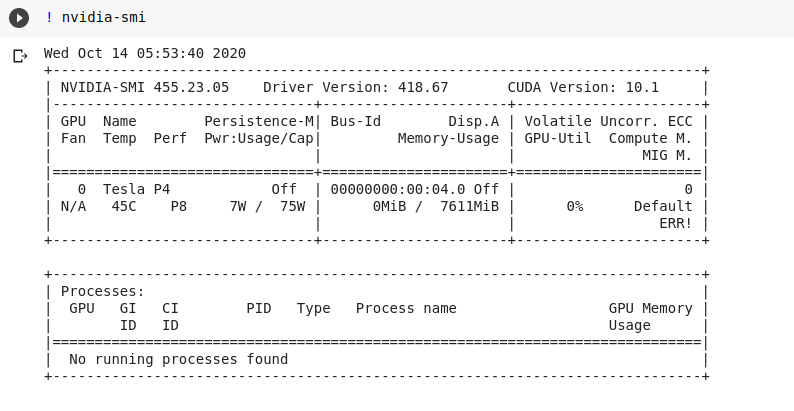 ! nvidia-smi
Wed Oct 14 05:53:40 2020
+-----------------------------------------------------------------------------+
| NVIDIA-SMI 455.23.05    Driver Version: 418.67       CUDA Version: 10.1     |
|-------------------------------+----------------------+----------------------+
| GPU  Name        Persistence-M| Bus-Id        Disp.A | Volatile Uncorr. ECC |
| Fan  Temp  Perf  Pwr:Usage/Cap|         Memory-Usage | GPU-Util  Compute M. |
|                               |                      |               MIG M. |
|===============================+======================+======================|
|   0  Tesla P4            Off  | 00000000:00:04.0 Off |                    0 |
| N/A   45C    P8     7W /  75W |      0MiB /  7611MiB |      0%      Default |
|                               |                      |                 ERR! |
+-------------------------------+----------------------+----------------------+

+-----------------------------------------------------------------------------+
| Processes:                                                                  |
|  GPU   GI   CI        PID   Type   Process name                  GPU Memory |
|        ID   ID                                                   Usage      |
|=============================================================================|
|  No running processes found                                                 |
+-----------------------------------------------------------------------------+